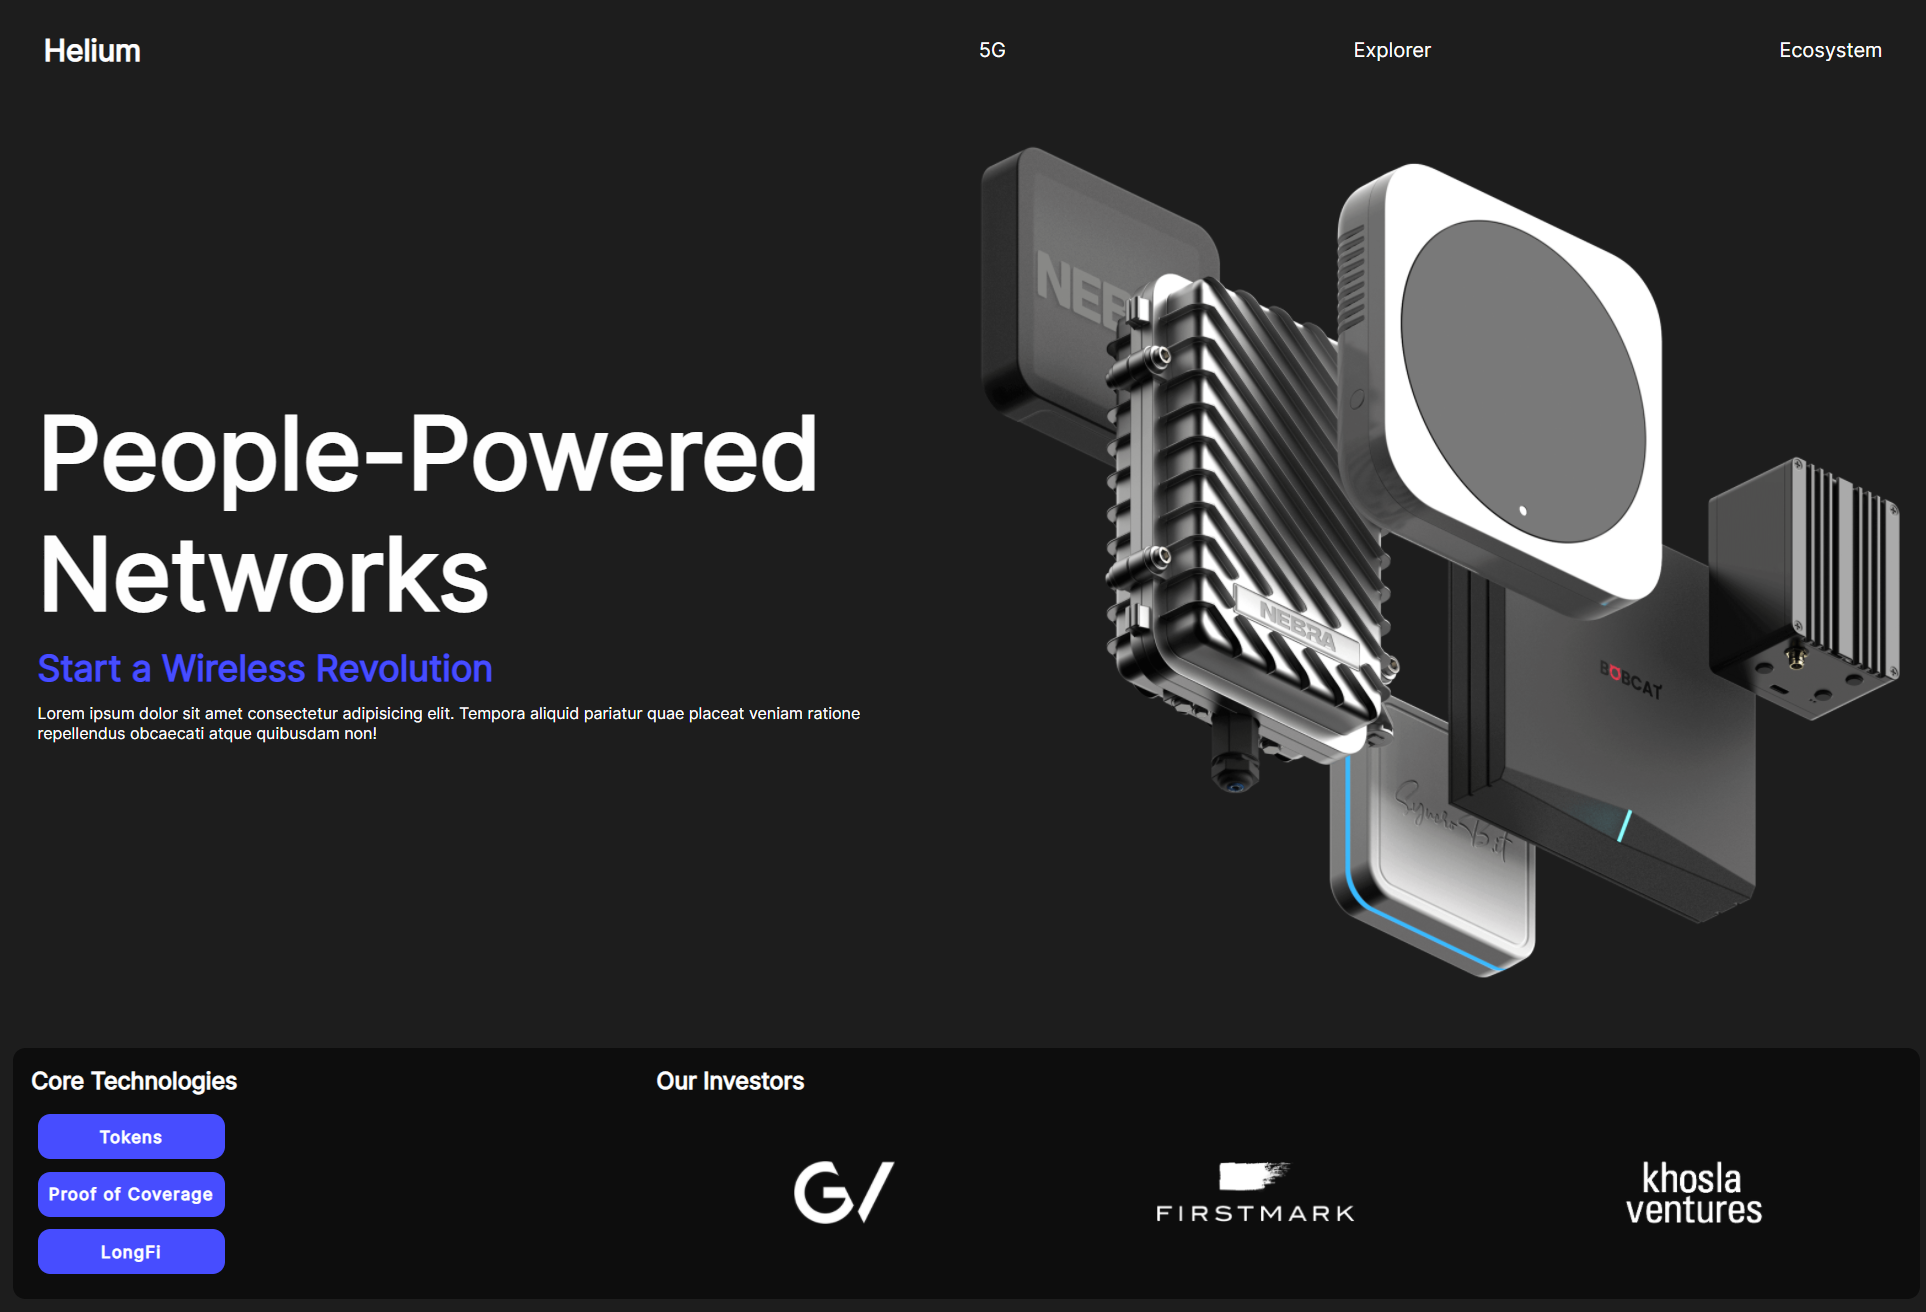 Helium
5G
Explorer
Ecosystem
NEB
People-Powered
Networks
Start a Wireless Revolution
Lorem ipsum dolor sit amet consectetur adipisicing elit. Tempora aliquid pariatur quae placeat veniam ratione
repellendus obcaecati atque quibusdam non!
NEBRA
BOBCAT
SyncroBit
Core Technologies
Tokens
Proof of Coverage
LongFi
Our Investors
GV
FIRSTMARK
khosla
ventures